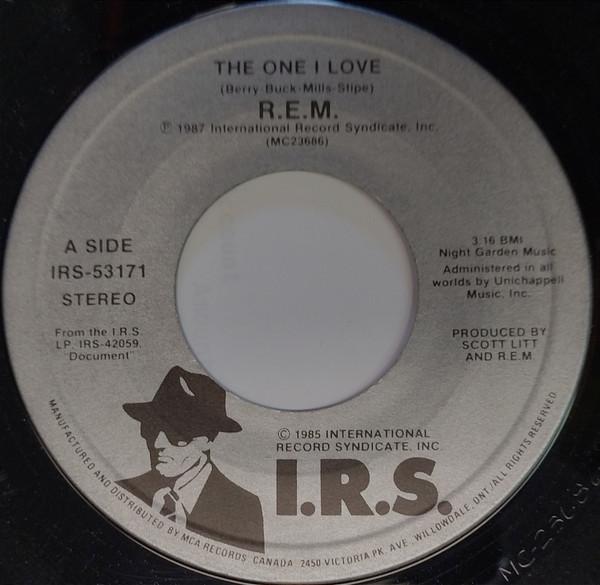 THE ONE I LOVE
(Berry-Buck-Mills-Stipe)
R.E.M.
℗ 1987 International Record Syndicate, Inc.
(MC23686)
A SIDE
IRS-53171
STEREO
From the I.R.S.
LP, IRS-42059,
"Document"
3:16 BMI
Night Garden Music
Administered in all
worlds by Unichappell
Music, Inc.
PRODUCED BY
SCOTT LITT
AND R.E.M.
© 1985 INTERNATIONAL
RECORD SYNDICATE, INC.
I.R.S.
MANUFACTURED AND DISTRIBUTED BY MCA RECORDS CANADA 2450 VICTORIA PK. AVE., WILLOWDALE, ONT./ALL RIGHTS RESERVED